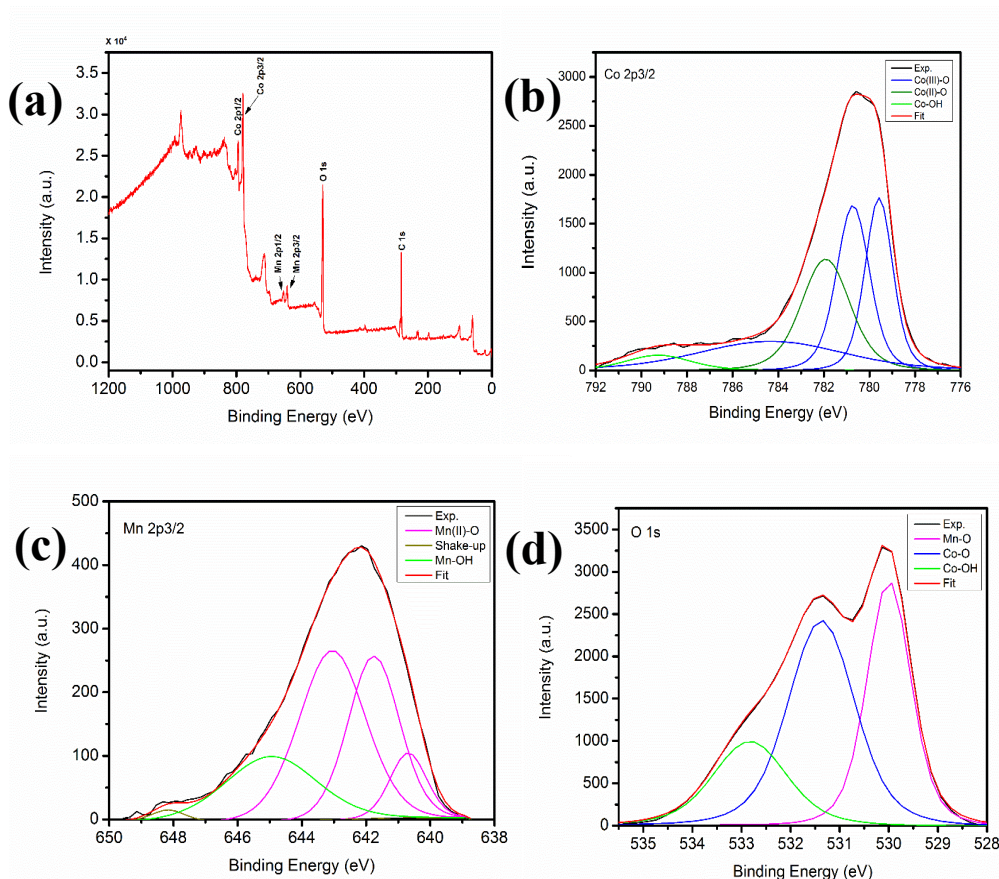 (a)
X 10⁴
Intensity (a.u.)
3.5
3.0
2.5
2.0
1.5
1.0
0.5
0.0
Co 2p1/2
Co 2p3/2
Mn 2p1/2
Mn 2p3/2
O 1s
C 1s
1200 1000 800 600 400 200 0
Binding Energy (eV)
(b)
Co 2p3/2
Exp.
Co(III)-O
Co(II)-O
Co-OH
Fit
Intensity (a.u.)
3000
2500
2000
1500
1000
500
0
792 790 788 786 784 782 780 778 776
Binding Energy (eV)
(c)
Mn 2p3/2
Exp.
Mn(II)-O
Shake-up
Mn-OH
Fit
Intensity (a.u.)
500
400
300
200
100
0
650 648 646 644 642 640 638
Binding Energy (eV)
(d)
O 1s
Exp.
Mn-O
Co-O
Co-OH
Fit
Intensity (a.u.)
3500
3000
2500
2000
1500
1000
500
0
535 534 533 532 531 530 529 528
Binding Energy (eV)